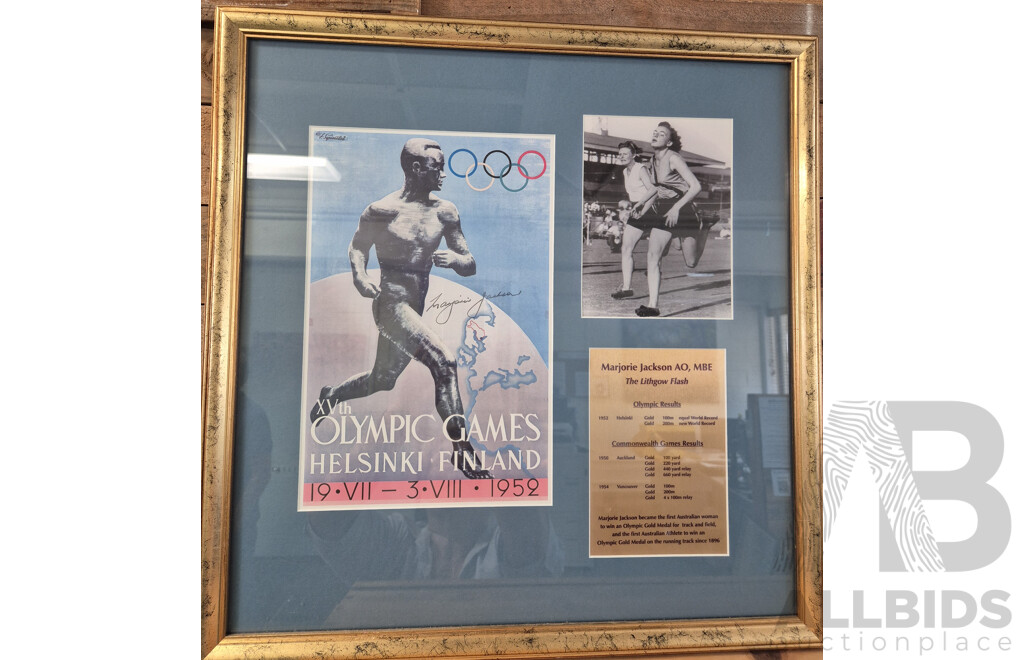 Marjorie Jackson
XVth
OLYMPIC GAMES
HELSINKI FINLAND
19·VII — 3·VIII · 1952
Marjorie Jackson AO, MBE
The Lithgow Flash
Olympic Results
1952 Helsinki Gold 100m equal World Record
Gold 200m new World Record
Commonwealth Games Results
1950 Auckland Gold 100 yard
Gold 220 yard
Gold 440 yard relay
Gold 660 yard relay
1954 Vancouver Gold 100m
Gold 200m
Gold 4 x 100m relay
Marjorie Jackson became the first Australian woman
to win an Olympic Gold Medal for track and field,
and the first Australian Athlete to win an
Olympic Gold Medal on the running track since 1896
AB
ALLBIDS
auctionplace